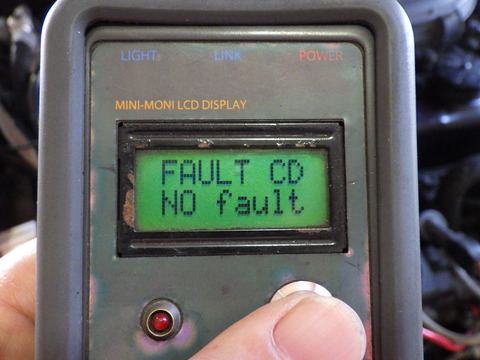 LIGHT LINK POWER
MINI-MONI LCD DISPLAY
FAULT CD
NO fault